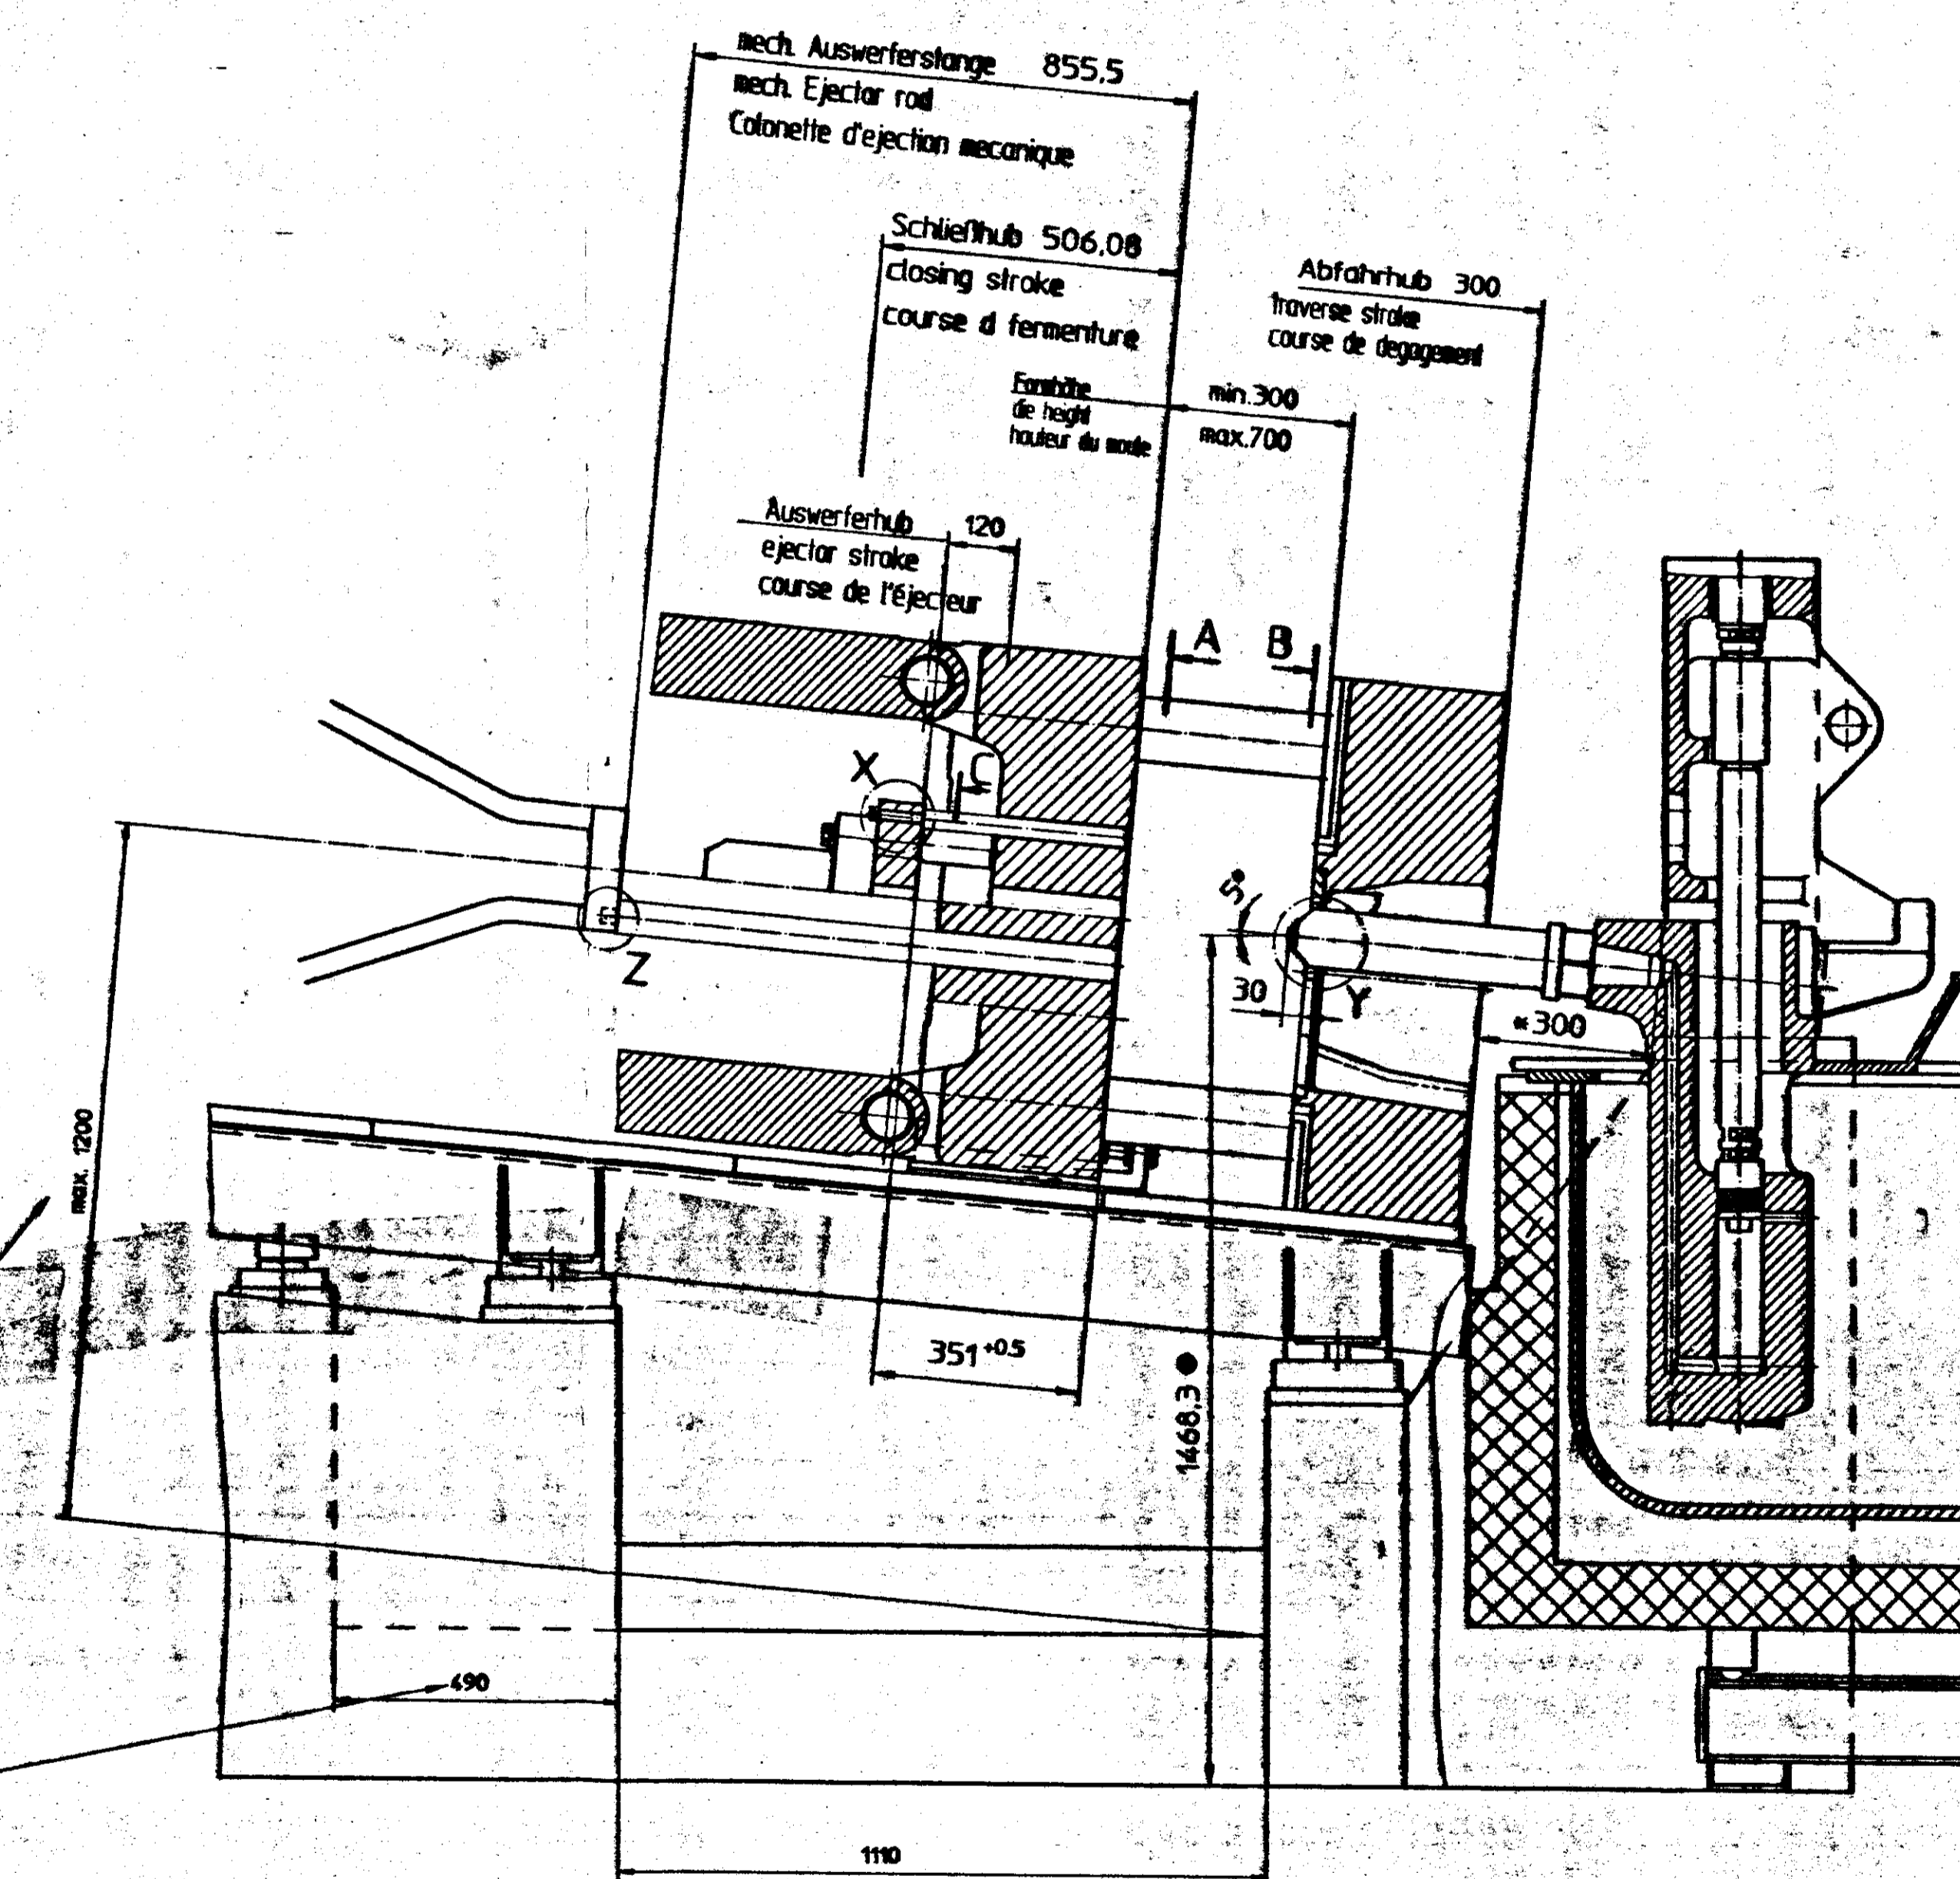 mech. Auswerferstange 855,5
mech. Ejector rod
Colonette d'ejection mecanique
Schließhub 506,08
closing stroke
course d fermenture
Abfahrhub 300
traverse stroke
course de degagement
Formhöhe
die height
hauteur du moule
min.300
max.700
Auswerferhub 120
ejector stroke
course de l'éjecteur
A B
X C
5°
Z
30 Y
*300
max. 1200
351 +0.5
1468,3 ●
490
1110